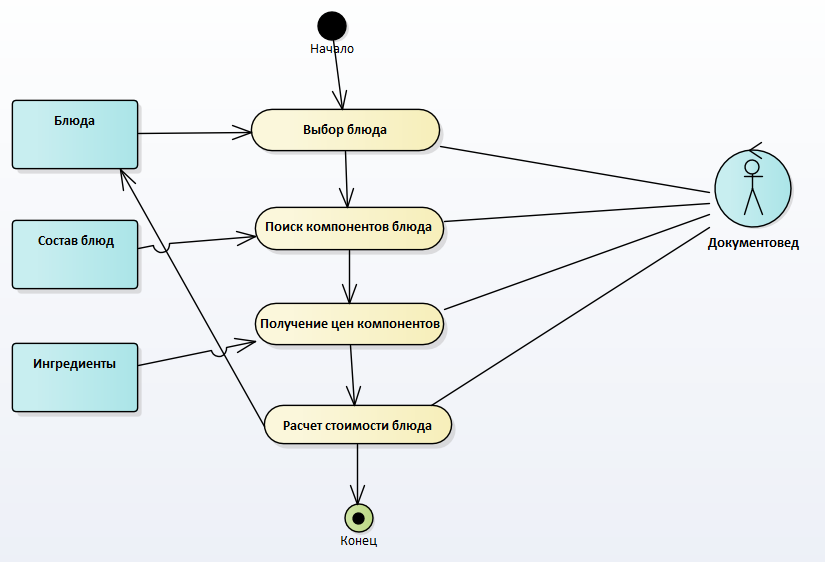 Начало
Блюда
Выбор блюда
Состав блюд
Поиск компонентов блюда
Документовед
Получение цен компонентов
Ингредиенты
Расчет стоимости блюда
Конец